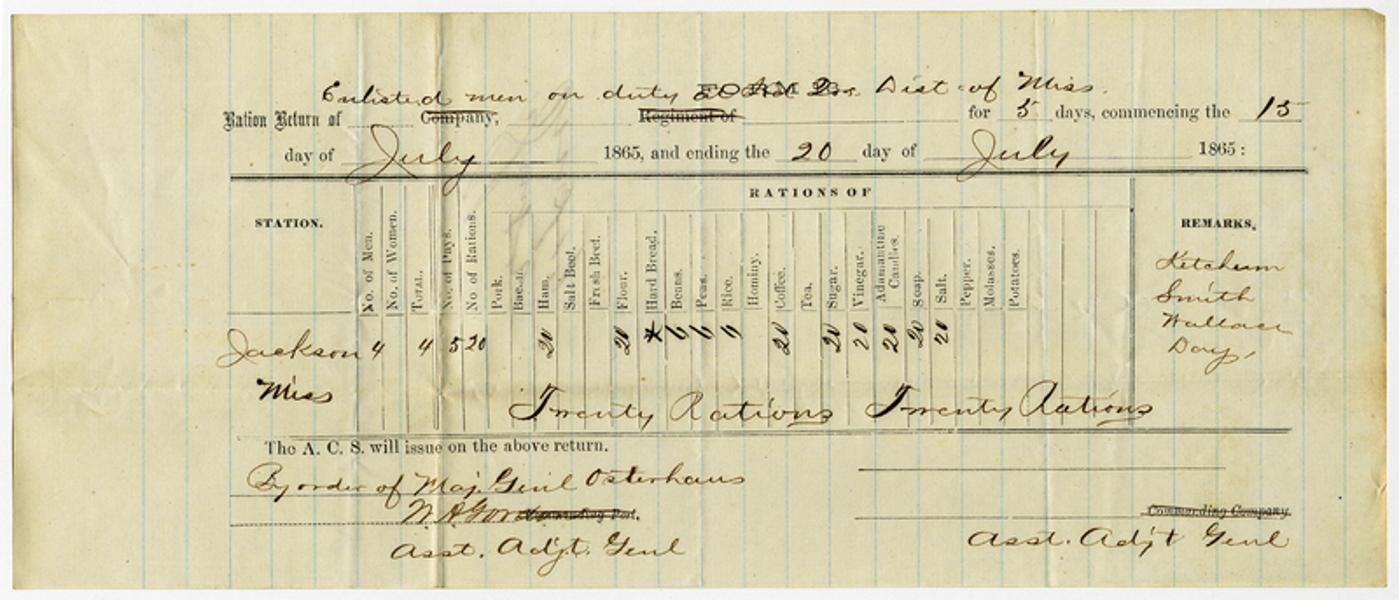 FORM 2
Enlisted men on duty Dist of Miss.
Ration Return of Company, Regiment of for 5 days, commencing the 15
day of July 1865, and ending the 20 day of July 1865:
RATIONS OF
STATION. No. of Men. No. of Women. TOTAL. No. of Days. No of Rations. Pork. Bacon. Ham. Salt Beef. Fresh Beef. Flour. Hard Bread. Beans. Peas. Rice. Hominy. Coffee. Tea. Sugar. Vinegar. Adamantine Candles. Soap. Salt. Pepper. Molasses. Potatoes. REMARKS.
Ketchum
Smith
Jackson 4 4 5 20 20 20 20 20 20 20 20 20 Wallace
Day,
Miss Twenty Rations Twenty Rations
The A. C. S. will issue on the above return.
By order of Maj. Genl Osterhaus
W. A. Gordon Commanding Post. Commanding Company
Asst. Adjt. Genl Asst. Adjt Genl